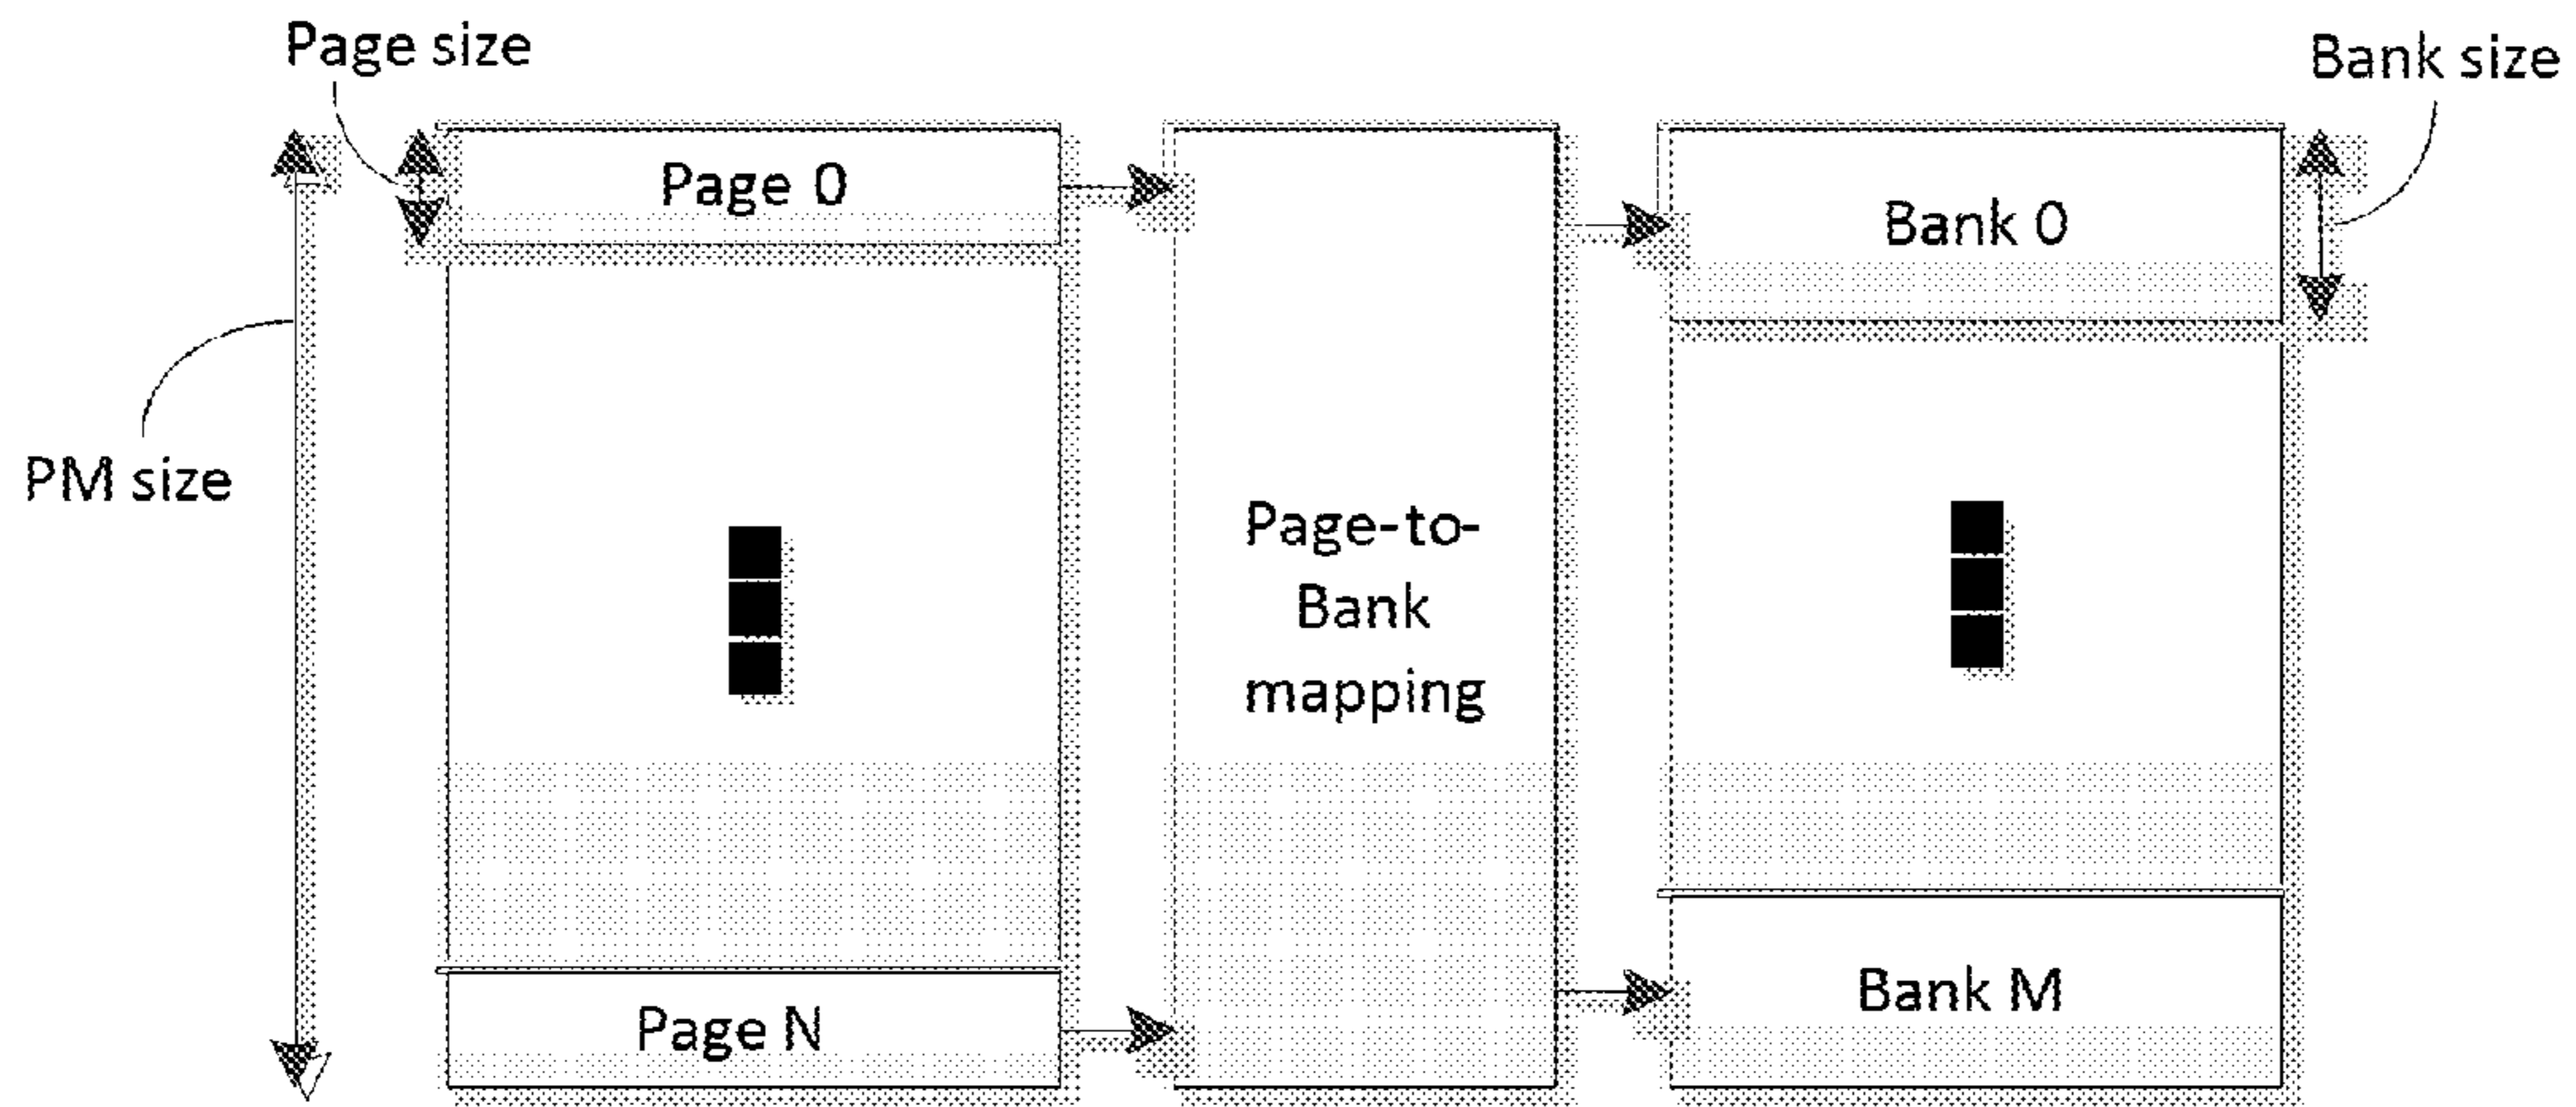 Page size
Bank size
Page 0
Bank 0
PM size
Page-to-
Bank
mapping
Page N
Bank M